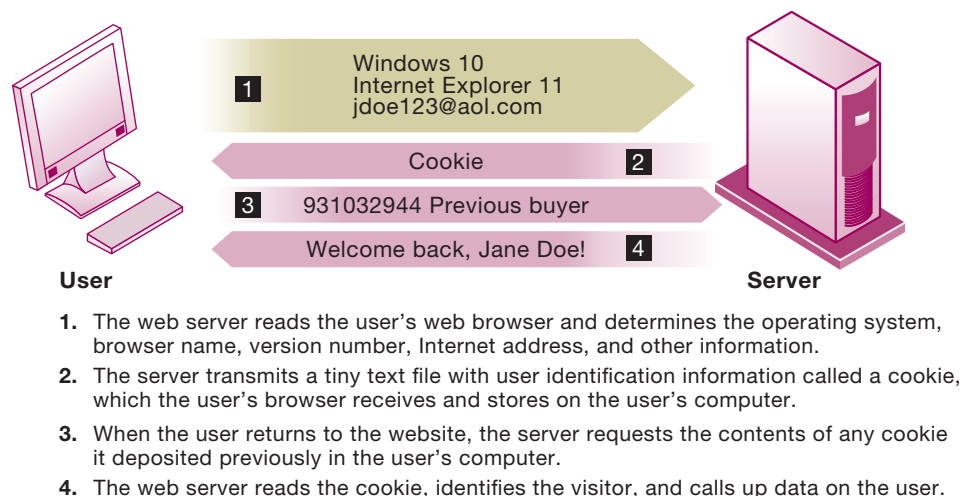 1
Windows 10
Internet Explorer 11
jdoe123@aol.com
Cookie 2
3 931032944 Previous buyer
Welcome back, Jane Doe! 4
User
Server
1. The web server reads the user's web browser and determines the operating system,
browser name, version number, Internet address, and other information.
2. The server transmits a tiny text file with user identification information called a cookie,
which the user's browser receives and stores on the user's computer.
3. When the user returns to the website, the server requests the contents of any cookie
it deposited previously in the user's computer.
4. The web server reads the cookie, identifies the visitor, and calls up data on the user.